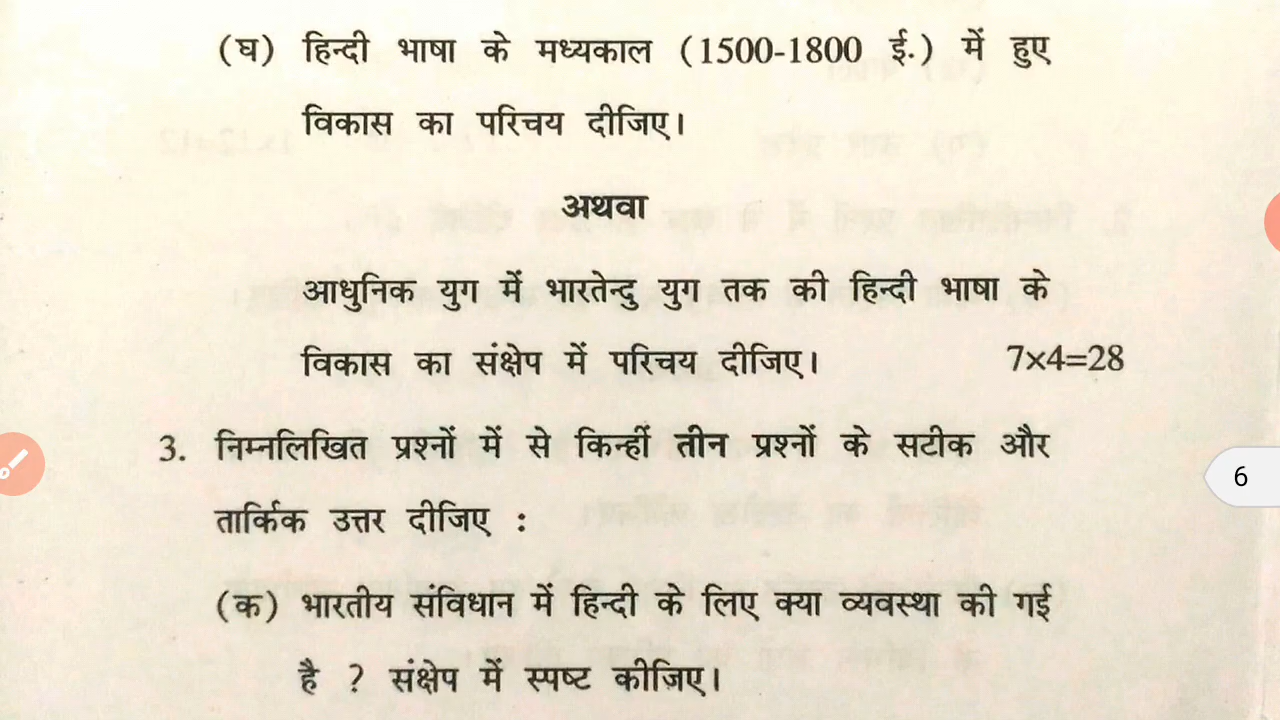 (घ) हिन्दी भाषा के मध्यकाल (1500-1800 ई.) में हुए
विकास का परिचय दीजिए।
अथवा
आधुनिक युग में भारतेन्दु युग तक की हिन्दी भाषा के
विकास का संक्षेप में परिचय दीजिए। 7×4=28
3. निम्नलिखित प्रश्नों में से किन्हीं तीन प्रश्नों के सटीक और
तार्किक उत्तर दीजिए :
6
(क) भारतीय संविधान में हिन्दी के लिए क्या व्यवस्था की गई
है ? संक्षेप में स्पष्ट कीजिए।